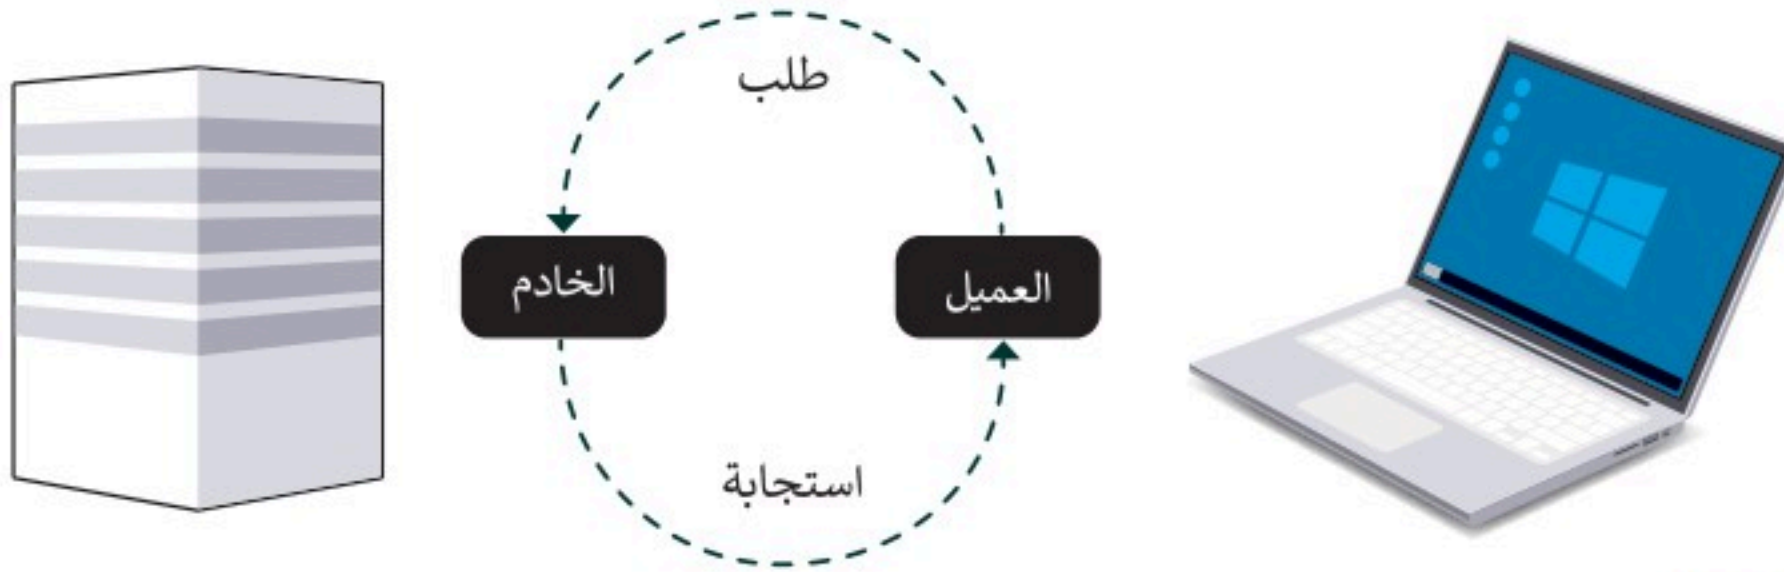 طلب
العميل
الخادم
استجابة